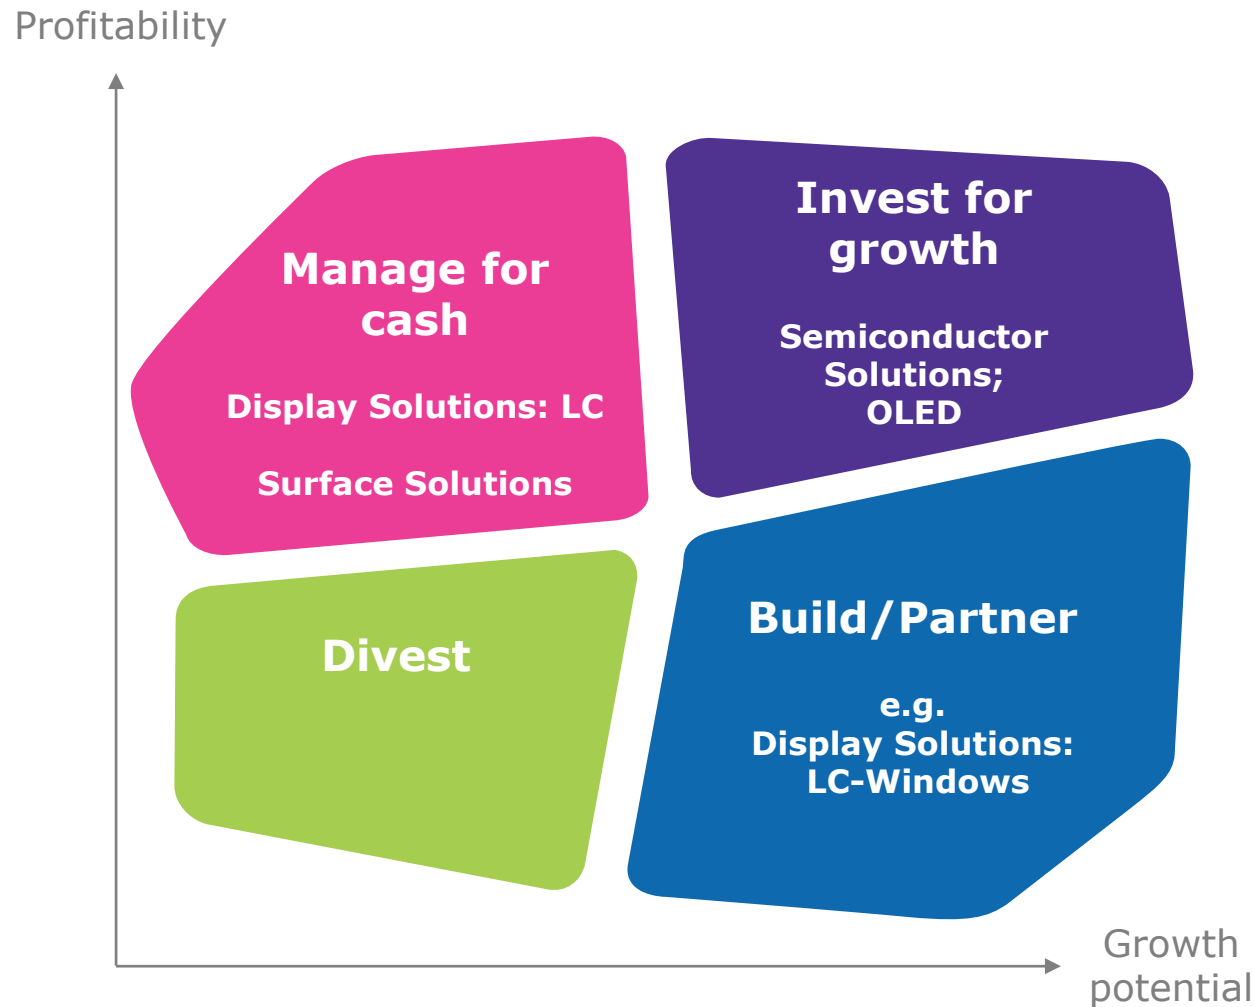 Profitability
Manage for
cash
Display Solutions: LC
Surface Solutions
Invest for
growth
Semiconductor
Solutions;
OLED
Divest
Build/Partner
e.g.
Display Solutions:
LC–Windows
Growth
potential